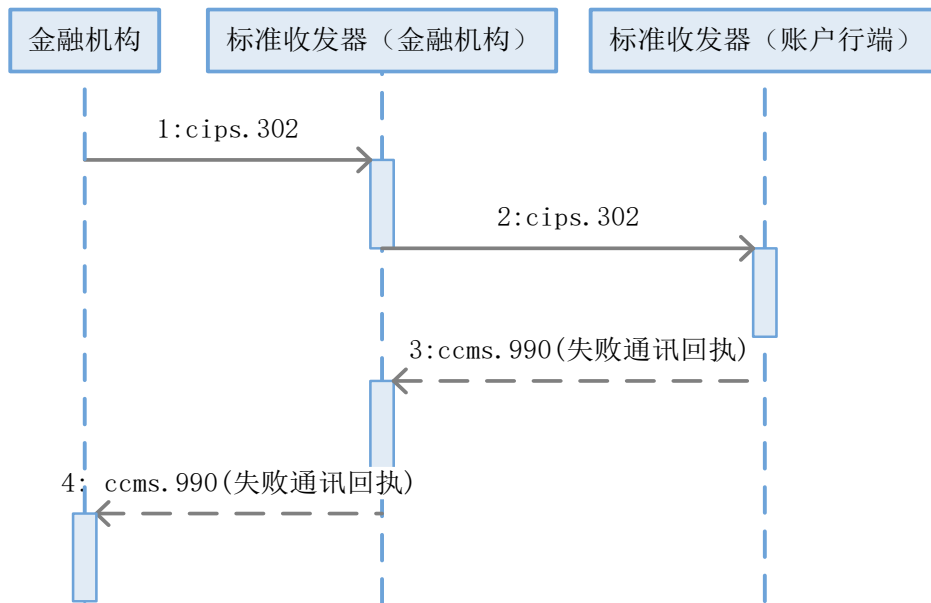 金融机构
标准收发器（金融机构）
标准收发器（账户行端）
1:cips.302
2:cips.302
3:ccms.990(失败通讯回执)
4: ccms.990(失败通讯回执)